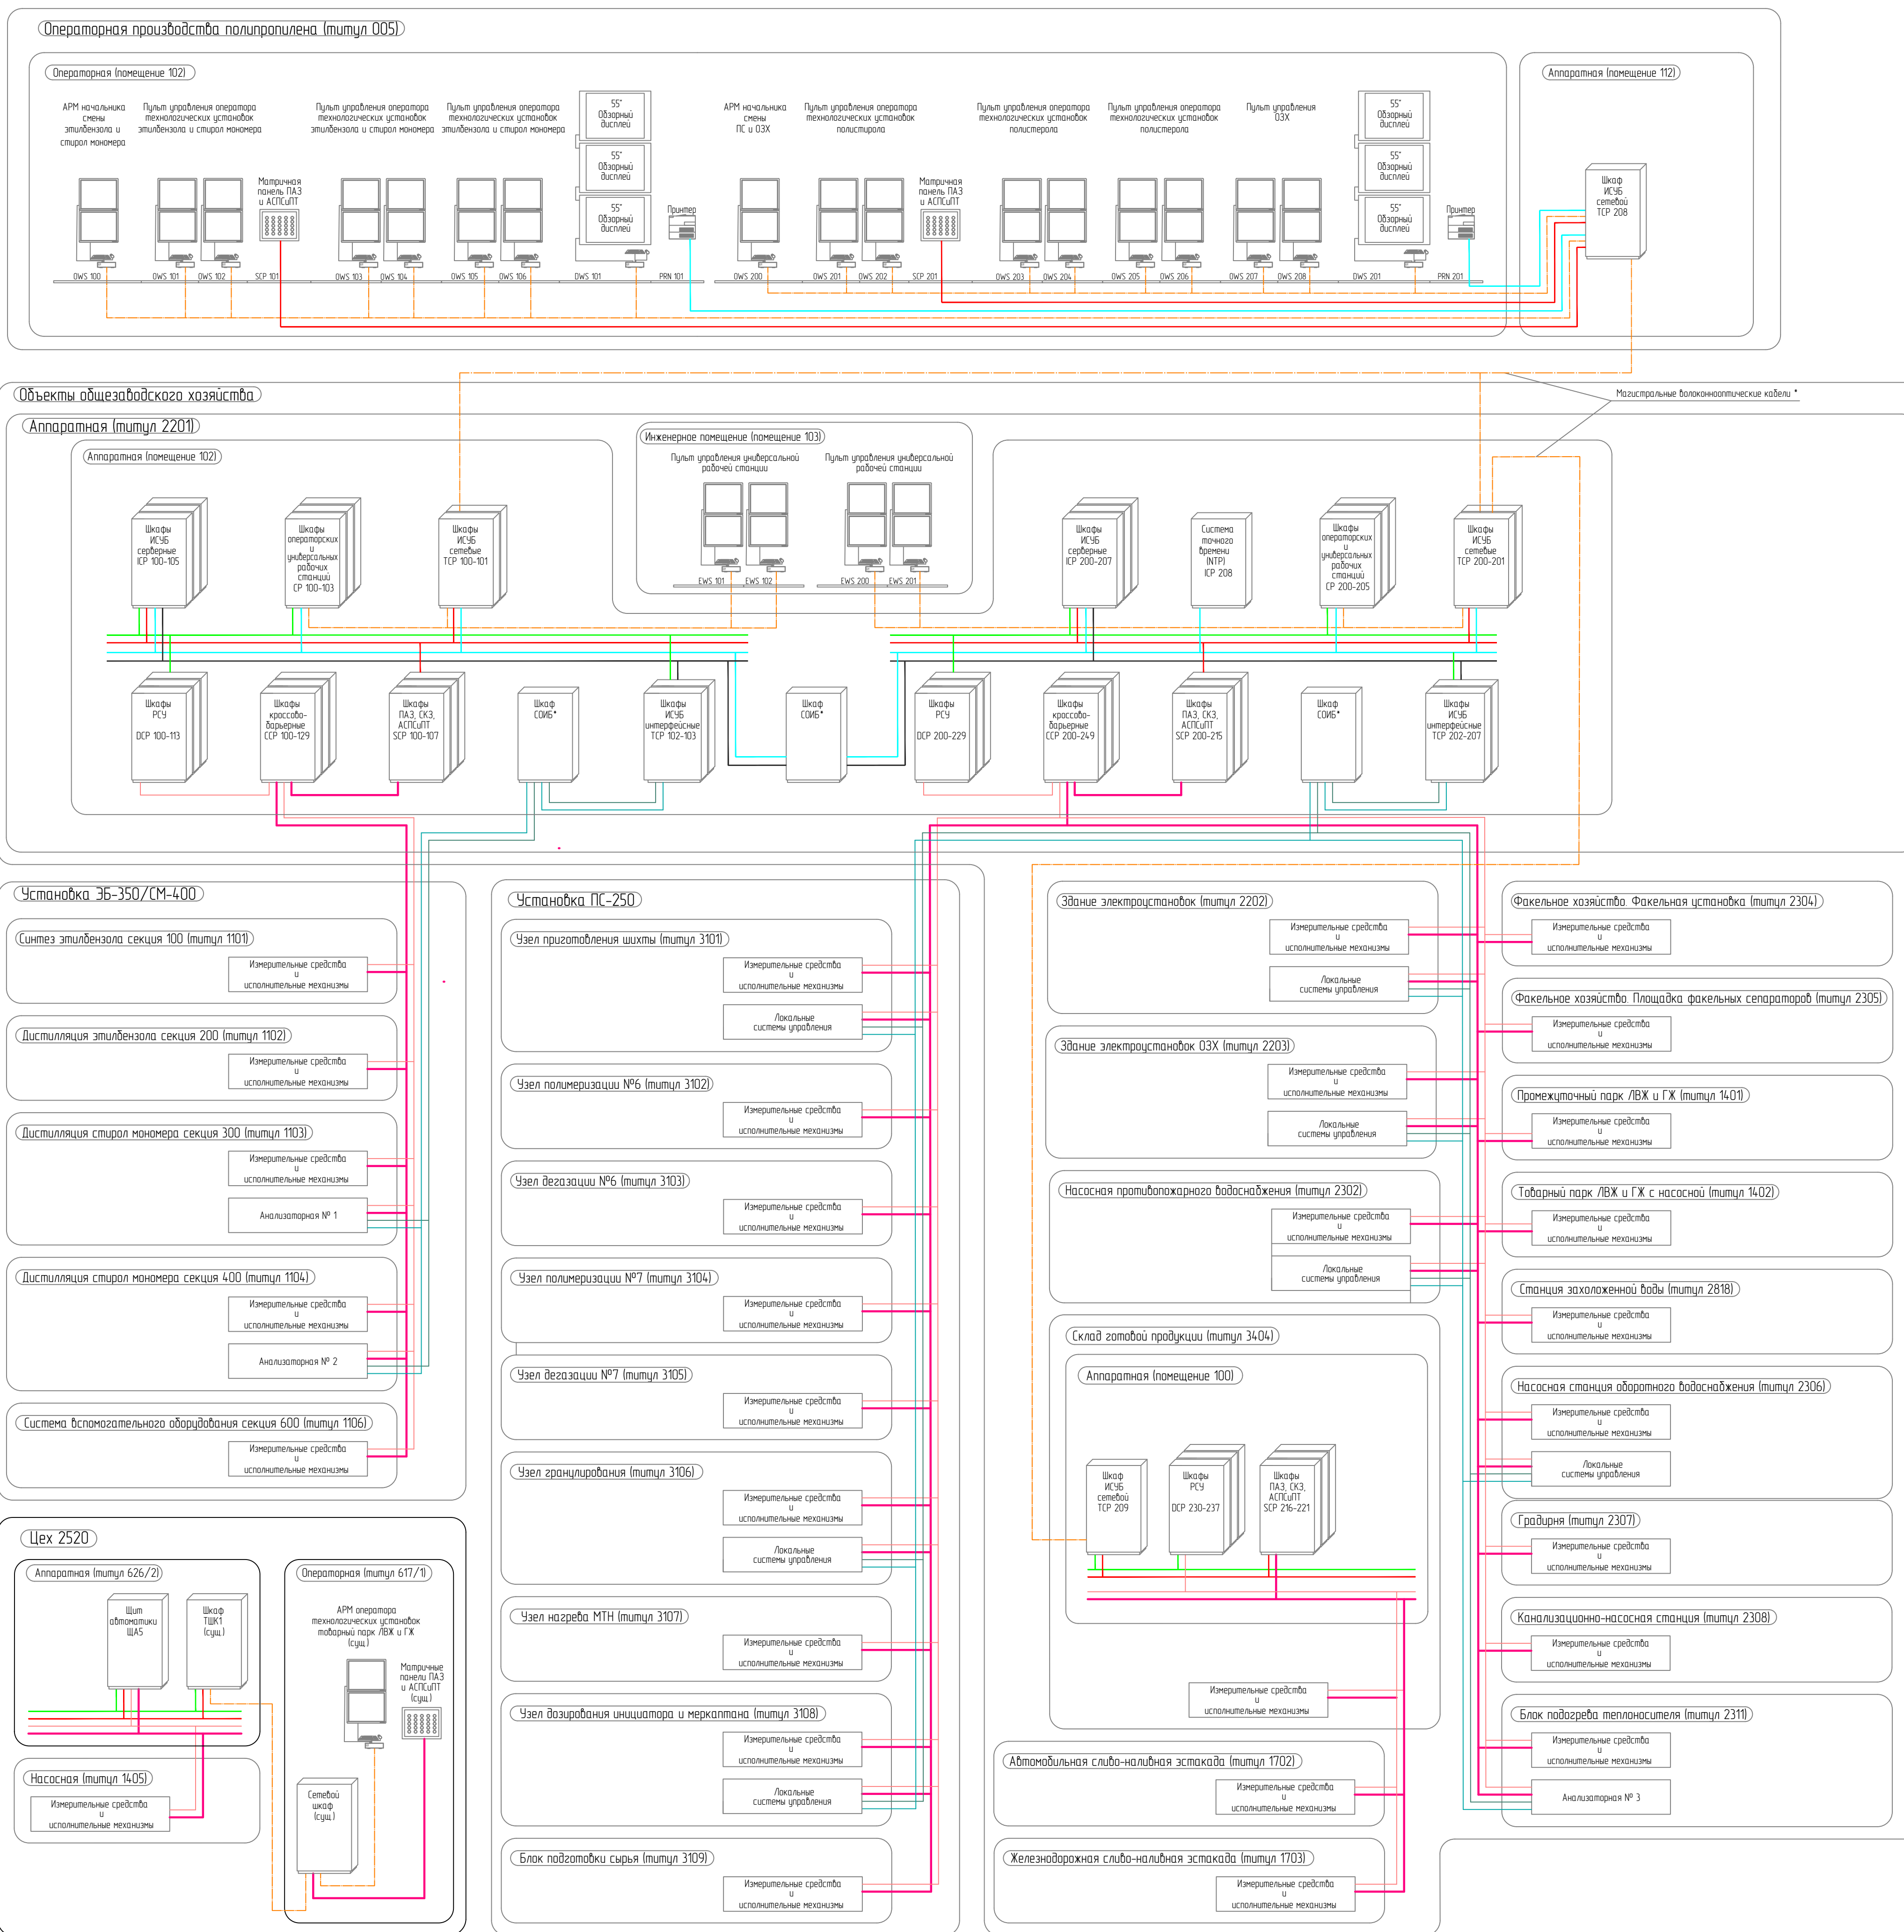 Операторная производства полипропилена (титул 005)
Операторная (помещение 102)
АРМ начальника
смены
этилбензола и
стирол мономера
Пульт управления оператора
технологических установок
этилбензола и стирол мономера
Матричная
панель ПАЗ
и АСПСиПТ
Пульт управления оператора
технологических установок
этилбензола и стирол мономера
Пульт управления оператора
технологических установок
этилбензола и стирол мономера
55"
Обзорный
дисплей
55"
Обзорный
дисплей
55"
Обзорный
дисплей
Принтер
АРМ начальника
смены
ПС и ОЗХ
Пульт управления оператора
технологических установок
полистирола
Матричная
панель ПАЗ
и АСПСиПТ
Пульт управления оператора
технологических установок
полистерола
Пульт управления оператора
технологических установок
полистерола
Пульт управления
ОЗХ
55"
Обзорный
дисплей
55"
Обзорный
дисплей
55"
Обзорный
дисплей
Принтер
OWS 100
OWS 101
OWS 102
SCP 101
OWS 103
OWS 104
OWS 105
OWS 106
DWS 101
PRN 101
OWS 200
OWS 201
OWS 202
SCP 201
OWS 203
OWS 204
OWS 205
OWS 206
OWS 207
OWS 208
DWS 201
PRN 201
Аппаратная (помещение 112)
Шкаф
ИСУБ
сетевой
TCP 208
Магистральные волоконнооптические кабели *
Объекты общезаводского хозяйства
Аппаратная (титул 2201)
Аппаратная (помещение 102)
Шкафы
ИСУБ
серверные
ICP 100-105
Шкафы
операторских
и
универсальных
рабочих
станций
CP 100-103
Шкафы
ИСУБ
сетевые
TCP 100-101
Инженерное помещение (помещение 103)
Пульт управления универсальной
рабочей станции
Пульт управления универсальной
рабочей станции
EWS 101
EWS 102
EWS 200
EWS 201
Шкафы
ИСУБ
серверные
ICP 200-207
Система
точного
времени
(NTP)
ICP 208
Шкафы
операторских
и
универсальных
рабочих
станций
CP 200-205
Шкафы
ИСУБ
сетевые
TCP 200-201
Шкафы
РСУ
DCP 100-113
Шкафы
кроссово-
барьерные
CCP 100-129
Шкафы
ПАЗ, СКЗ,
АСПСиПТ
SCP 100-107
Шкаф
СОИБ*
Шкафы
ИСУБ
интерфейсные
TCP 102-103
Шкаф
СОИБ*
Шкафы
РСУ
DCP 200-229
Шкафы
кроссово-
барьерные
CCP 200-249
Шкафы
ПАЗ, СКЗ,
АСПСиПТ
SCP 200-215
Шкаф
СОИБ*
Шкафы
ИСУБ
интерфейсные
TCP 202-207
Установка ЭБ-350/СМ-400
Синтез этилбензола секция 100 (титул 1101)
Измерительные средства
и
исполнительные механизмы
Дистилляция этилбензола секция 200 (титул 1102)
Измерительные средства
и
исполнительные механизмы
Дистилляция стирол мономера секция 300 (титул 1103)
Измерительные средства
и
исполнительные механизмы
Анализаторная № 1
Дистилляция стирол мономера секция 400 (титул 1104)
Измерительные средства
и
исполнительные механизмы
Анализаторная № 2
Система вспомогательного оборудования секция 600 (титул 1106)
Измерительные средства
и
исполнительные механизмы
Цех 2520
Аппаратная (титул 626/2)
Щит
автоматики
ЩА5
Шкаф
ТШК1
(сущ.)
Насосная (титул 1405)
Измерительные средства
и
исполнительные механизмы
Операторная (титул 617/1)
АРМ оператора
технологических установок
товарный парк ЛВЖ и ГЖ
(сущ.)
Матричные
панели ПАЗ
и АСПСиПТ
(сущ.)
Сетевой
шкаф
(сущ.)
Установка ПС-250
Узел приготовления шихты (титул 3101)
Измерительные средства
и
исполнительные механизмы
Локальные
системы управления
Узел полимеризации №6 (титул 3102)
Измерительные средства
и
исполнительные механизмы
Узел дегазации №6 (титул 3103)
Измерительные средства
и
исполнительные механизмы
Узел полимеризации №7 (титул 3104)
Измерительные средства
и
исполнительные механизмы
Узел дегазации №7 (титул 3105)
Измерительные средства
и
исполнительные механизмы
Узел гранулирования (титул 3106)
Измерительные средства
и
исполнительные механизмы
Локальные
системы управления
Узел нагрева МТН (титул 3107)
Измерительные средства
и
исполнительные механизмы
Узел дозирования инициатора и меркаптана (титул 3108)
Измерительные средства
и
исполнительные механизмы
Локальные
системы управления
Блок подготовки сырья (титул 3109)
Измерительные средства
и
исполнительные механизмы
Здание электроустановок (титул 2202)
Измерительные средства
и
исполнительные механизмы
Локальные
системы управления
Здание электроустановок ОЗХ (титул 2203)
Измерительные средства
и
исполнительные механизмы
Локальные
системы управления
Насосная противопожарного водоснабжения (титул 2302)
Измерительные средства
и
исполнительные механизмы
Локальные
системы управления
Склад готовой продукции (титул 3404)
Аппаратная (помещение 100)
Шкаф
ИСУБ
сетевой
TCP 209
Шкафы
РСУ
DCP 230-237
Шкафы
ПАЗ, СКЗ,
АСПСиПТ
SCP 216-221
Измерительные средства
и
исполнительные механизмы
Автомобильная сливо-наливная эстакада (титул 1702)
Измерительные средства
и
исполнительные механизмы
Железнодорожная сливо-наливная эстакада (титул 1703)
Измерительные средства
и
исполнительные механизмы
Факельное хозяйство. Факельная установка (титул 2304)
Измерительные средства
и
исполнительные механизмы
Факельное хозяйство. Площадка факельных сепараторов (титул 2305)
Измерительные средства
и
исполнительные механизмы
Промежуточный парк ЛВЖ и ГЖ (титул 1401)
Измерительные средства
и
исполнительные механизмы
Товарный парк ЛВЖ и ГЖ с насосной (титул 1402)
Измерительные средства
и
исполнительные механизмы
Станция захоложенной воды (титул 2818)
Измерительные средства
и
исполнительные механизмы
Насосная станция оборотного водоснабжения (титул 2306)
Измерительные средства
и
исполнительные механизмы
Локальные
системы управления
Градирня (титул 2307)
Измерительные средства
и
исполнительные механизмы
Канализационно-насосная станция (титул 2308)
Измерительные средства
и
исполнительные механизмы
Блок подогрева теплоносителя (титул 2311)
Измерительные средства
и
исполнительные механизмы
Анализаторная № 3